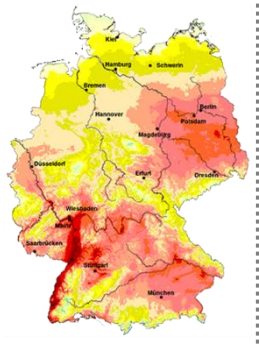 Kiel
Hamburg
Schwerin
Bremen
Berlin
Hannover
Potsdam
Magdeburg
Düsseldorf
Erfurt
Dresden
Wiesbaden
Mainz
Saarbrücken
Stuttgart
München